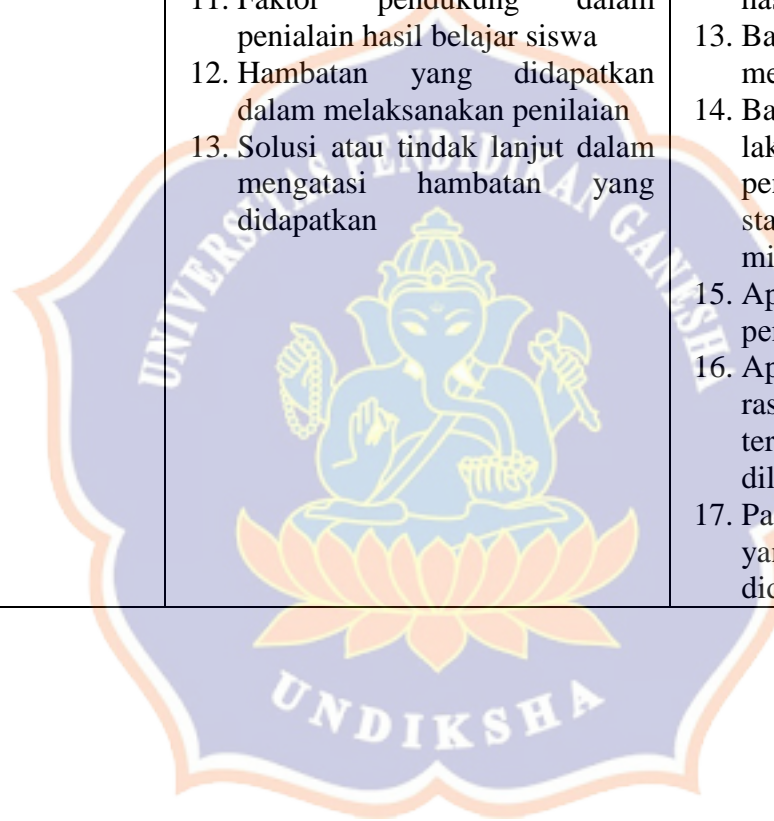 11. Faktor pendukung dalam
penialain hasil belajar siswa
12. Hambatan yang didapatkan
dalam melaksanakan penilaian
13. Solusi atau tindak lanjut dalam
mengatasi hambatan yang
didapatkan
13. Ba
me
14. Ba
lak
per
sta
mi
15. Ap
per
16. Ap
ras
ter
dil
17. Pa
yan
did
UNIVERSITAS PENDIDIKAN GANESHA
UNDIKSHA